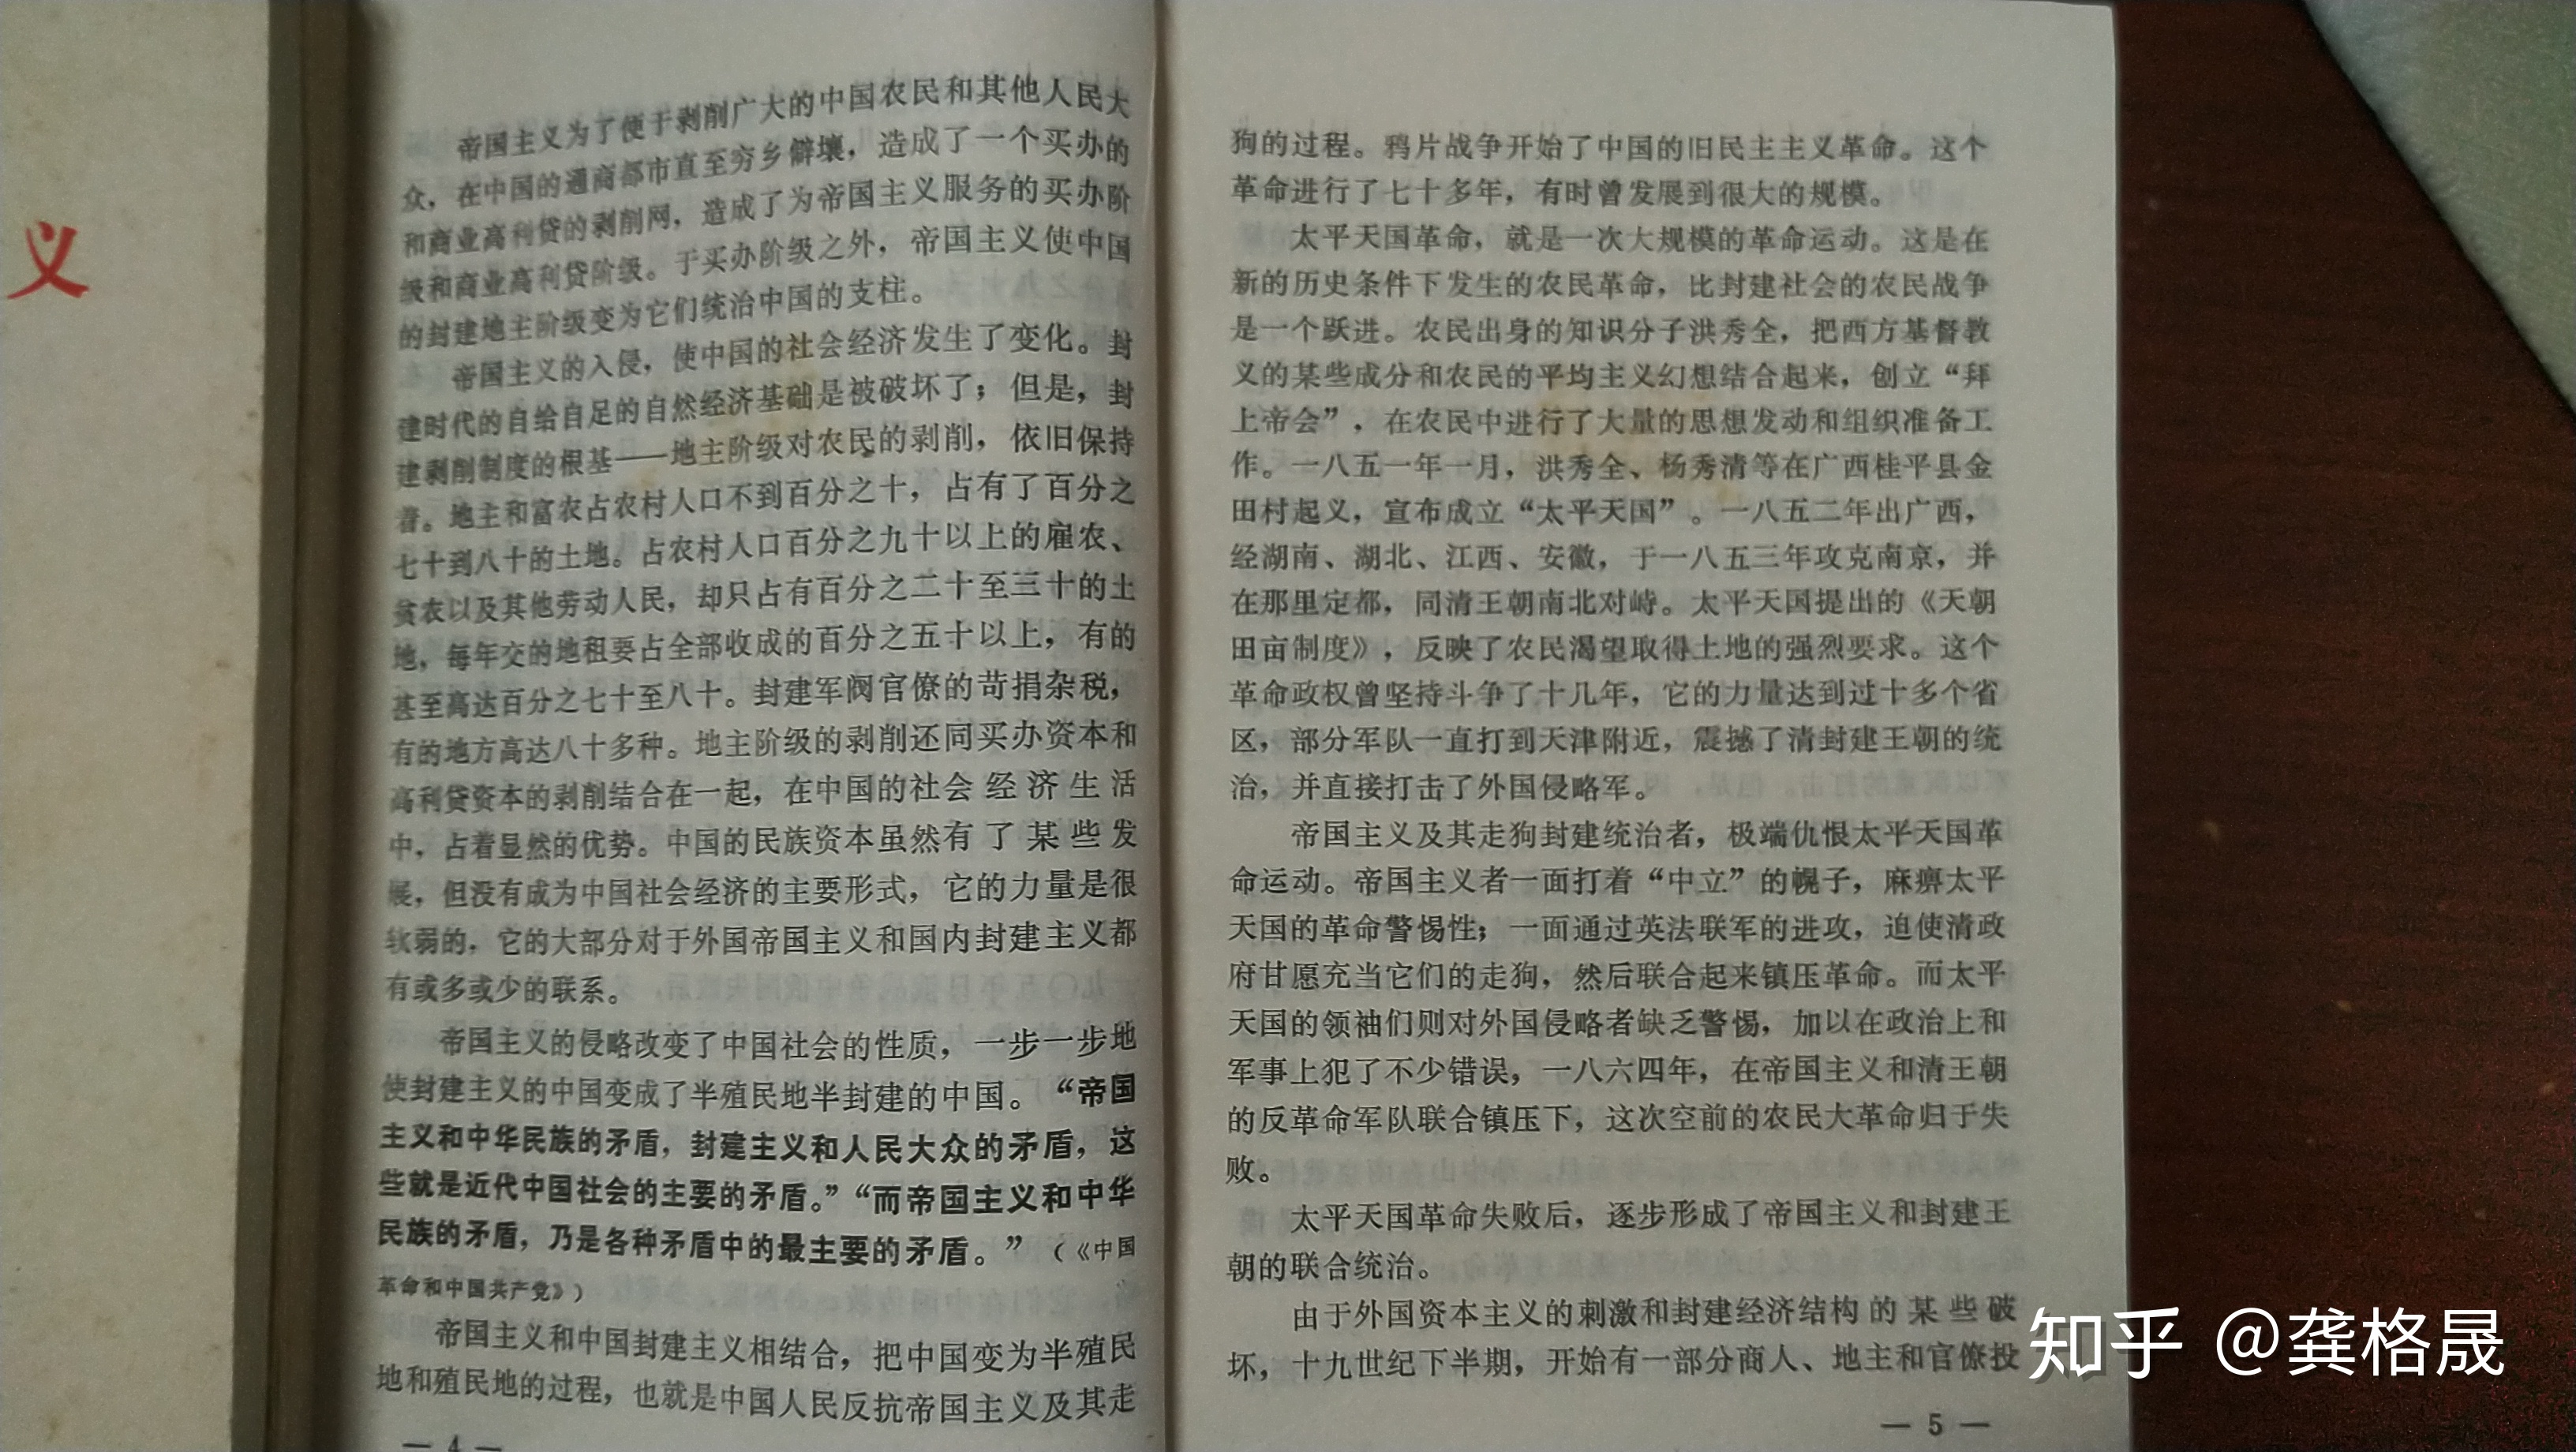 义
帝国主义为了便于剥削广大的中国农民和其他人民大
众，在中国的通商都市直至穷乡僻壤，造成了一个买办的
和商业高利贷的剥削网，造成了为帝国主义服务的买办阶
级和商业高利贷阶级。于买办阶级之外，帝国主义使中国
的封建地主阶级变为它们统治中国的支柱。
帝国主义的入侵，使中国的社会经济发生了变化。封
建时代的自给自足的自然经济基础是被破坏了；但是，封
建剥削制度的根基——地主阶级对农民的剥削，依旧保持
着。地主和富农占农村人口不到百分之十，占有了百分之
七十到八十的土地。占农村人口百分之九十以上的雇农、
贫农以及其他劳动人民，却只占有百分之二十至三十的土
地，每年交的地租要占全部收成的百分之五十以上，有的
甚至高达百分之七十至八十。封建军阀官僚的苛捐杂税，
有的地方高达八十多种。地主阶级的剥削还同买办资本和
高利贷资本的剥削结合在一起，在中国的社会经济生活
中，占着显然的优势。中国的民族资本虽然有了某些发
展，但没有成为中国社会经济的主要形式，它的力量是很
软弱的，它的大部分对于外国帝国主义和国内封建主义都
有或多或少的联系。
帝国主义的侵略改变了中国社会的性质，一步一步地
使封建主义的中国变成了半殖民地半封建的中国。“帝国
主义和中华民族的矛盾，封建主义和人民大众的矛盾，这
些就是近代中国社会的主要的矛盾。”“而帝国主义和中华
民族的矛盾，乃是各种矛盾中的最主要的矛盾。”（《中国
革命和中国共产党》）
帝国主义和中国封建主义相结合，把中国变为半殖民
地和殖民地的过程，也就是中国人民反抗帝国主义及其走
— 4 —
狗的过程。鸦片战争开始了中国的旧民主主义革命。这个
革命进行了七十多年，有时曾发展到很大的规模。
太平天国革命，就是一次大规模的革命运动。这是在
新的历史条件下发生的农民革命，比封建社会的农民战争
是一个跃进。农民出身的知识分子洪秀全，把西方基督教
义的某些成分和农民的平均主义幻想结合起来，创立“拜
上帝会”，在农民中进行了大量的思想发动和组织准备工
作。一八五一年一月，洪秀全、杨秀清等在广西桂平县金
田村起义，宣布成立“太平天国”。一八五二年出广西，
经湖南、湖北、江西、安徽，于一八五三年攻克南京，并
在那里定都，同清王朝南北对峙。太平天国提出的《天朝
田亩制度》，反映了农民渴望取得土地的强烈要求。这个
革命政权曾坚持斗争了十几年，它的力量达到过十多个省
区，部分军队一直打到天津附近，震撼了清封建王朝的统
治，并直接打击了外国侵略军。
帝国主义及其走狗封建统治者，极端仇恨太平天国革
命运动。帝国主义者一面打着“中立”的幌子，麻痹太平
天国的革命警惕性；一面通过英法联军的进攻，迫使清政
府甘愿充当它们的走狗，然后联合起来镇压革命。而太平
天国的领袖们则对外国侵略者缺乏警惕，加以在政治上和
军事上犯了不少错误，一八六四年，在帝国主义和清王朝
的反革命军队联合镇压下，这次空前的农民大革命归于失
败。
太平天国革命失败后，逐步形成了帝国主义和封建王
朝的联合统治。
由于外国资本主义的刺激和封建经济结构的某些破
坏，十九世纪下半期，开始有一部分商人、地主和官僚投
— 5 —
知乎 @龚格晟